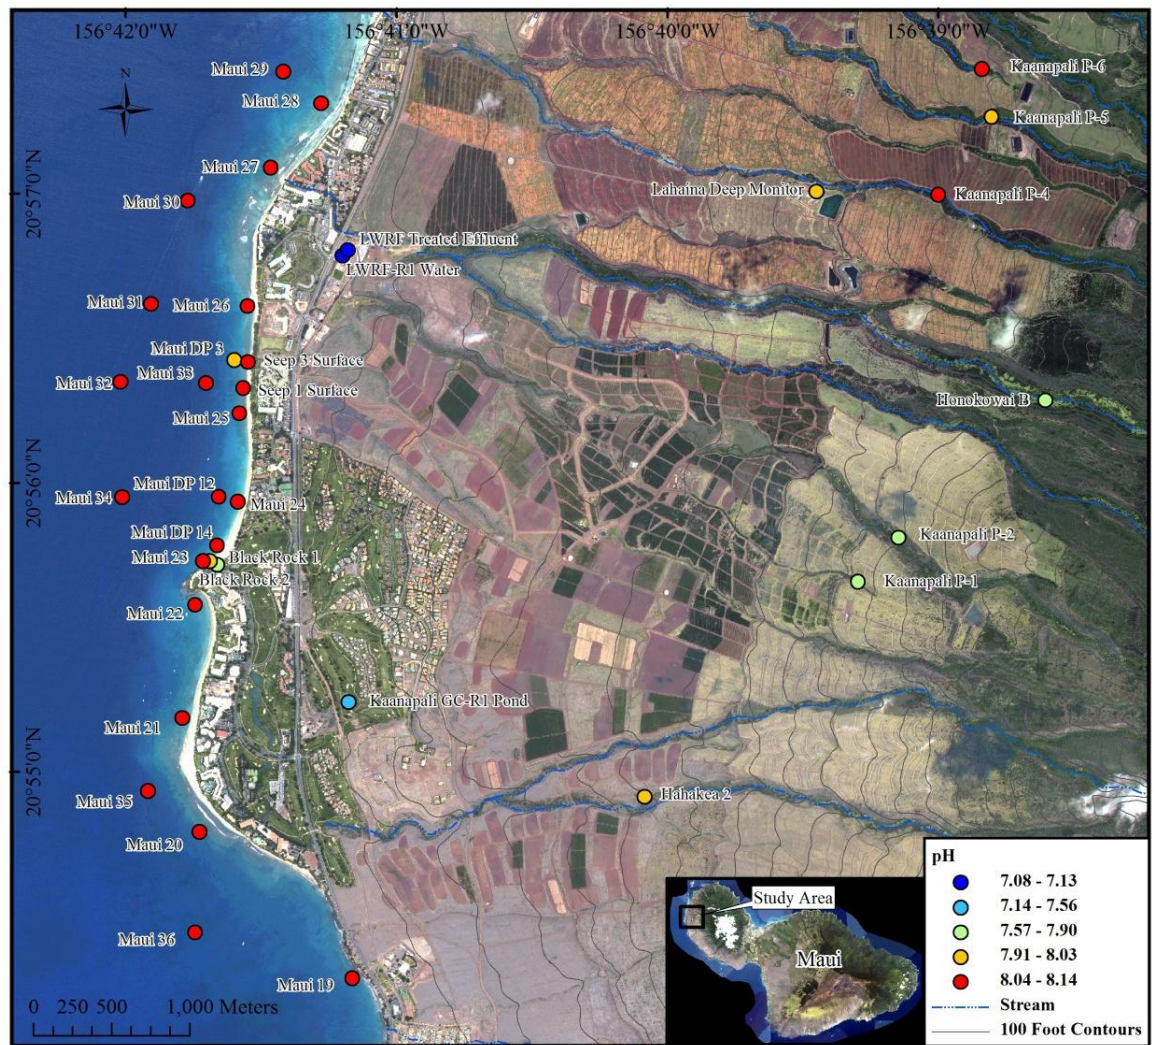 156°42'0"W
156°41'0"W
156°40'0"W
156°39'0"W
N
Maui 29
Kaanapali P-6
Maui 28
Kaanapali P-5
Maui 27
Lahaina Deep Monitor
Kaanapali P-4
Maui 30
20°57'0"N
LWRF Treated Effluent
LWRF-R1 Water
Maui 31
Maui 26
Maui DP 3
Seep 3 Surface
Maui 32
Maui 33
Seep 1 Surface
Honokowai B
Maui 25
20°56'0"N
Maui 34
Maui DP 12
Maui 24
Maui DP 14
Kaanapali P-2
Maui 23
Black Rock 1
Black Rock 2
Kaanapali P-1
Maui 22
Kaanapali GC-R1 Pond
Maui 21
20°55'0"N
Maui 35
Hahakea 2
Maui 20
Maui 36
Maui 19
0 250 500 1,000 Meters
Study Area
Maui
pH
7.08 - 7.13
7.14 - 7.56
7.57 - 7.90
7.91 - 8.03
8.04 - 8.14
Stream
100 Foot Contours